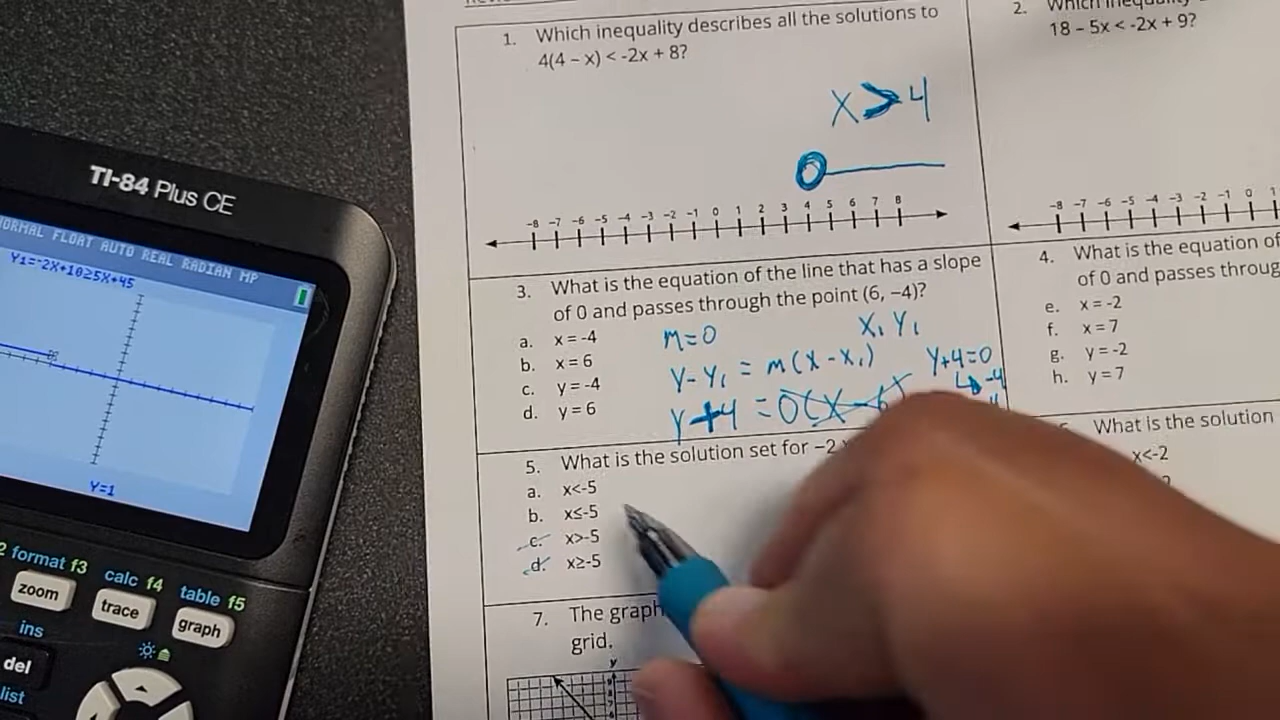 TI-84 Plus CE
NORMAL FLOAT AUTO REAL RADIAN MP
Y1=-2X+10≥5X+45
Y=1
format f3
calc f4
table f5
zoom
trace
graph
ins
del
list
1. Which inequality describes all the solutions to
4(4 – x) < -2x + 8?
x > 4
-8 -7 -6 -5 -4 -3 -2 -1 0 1 2 3 4 5 6 7 8
2. Which
18 – 5x < -2x + 9?
-8 -7 -6 -5 -4 -3 -2 -1 0 1
3. What is the equation of the line that has a slope
of 0 and passes through the point (6, –4)?
a. x = -4
b. x = 6
c. y = -4
d. y = 6
m=0
X₁ Y₁
Y-Y₁ = m(X-X₁)
Y+4 = 0(X-6)
Y+4=0
-4
4. What is the equation of
of 0 and passes
e. x = -2
f. x = 7
g. y = -2
h. y = 7
5. What is the solution set for –2
a. x<-5
b. x≤-5
c. x>-5
d. x≥-5
What is the solution
x<-2
7. The graph
grid.
y